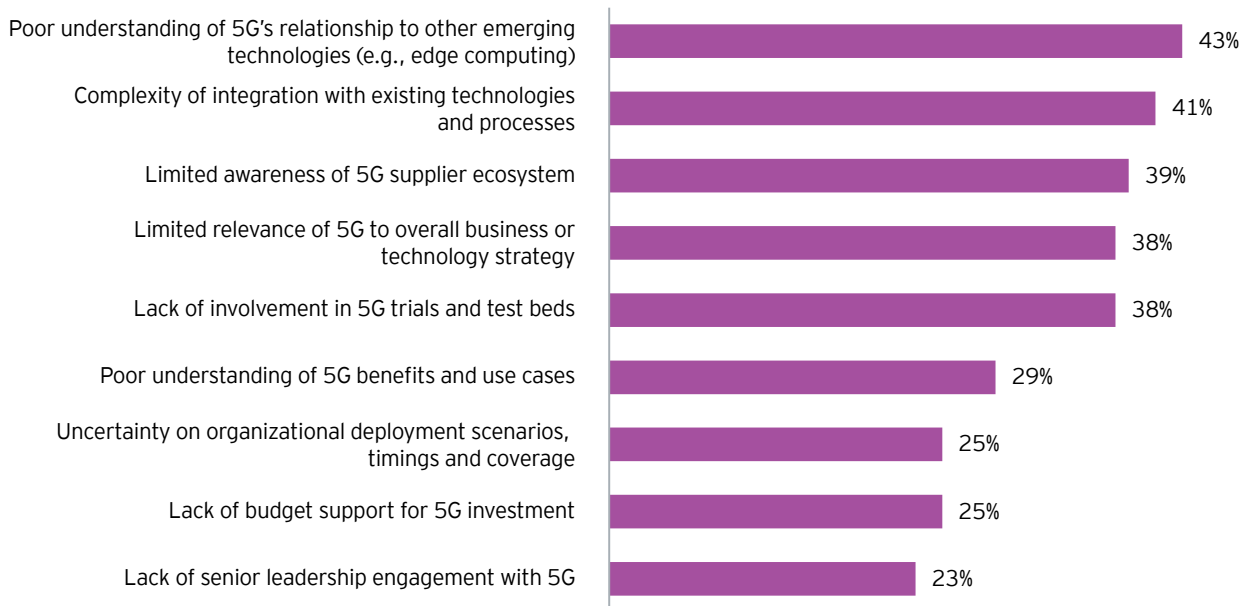 Poor understanding of 5G’s relationship to other emerging
technologies (e.g., edge computing)
43%
Complexity of integration with existing technologies
and processes
41%
Limited awareness of 5G supplier ecosystem
39%
Limited relevance of 5G to overall business or
technology strategy
38%
Lack of involvement in 5G trials and test beds
38%
Poor understanding of 5G benefits and use cases
29%
Uncertainty on organizational deployment scenarios,
timings and coverage
25%
Lack of budget support for 5G investment
25%
Lack of senior leadership engagement with 5G
23%